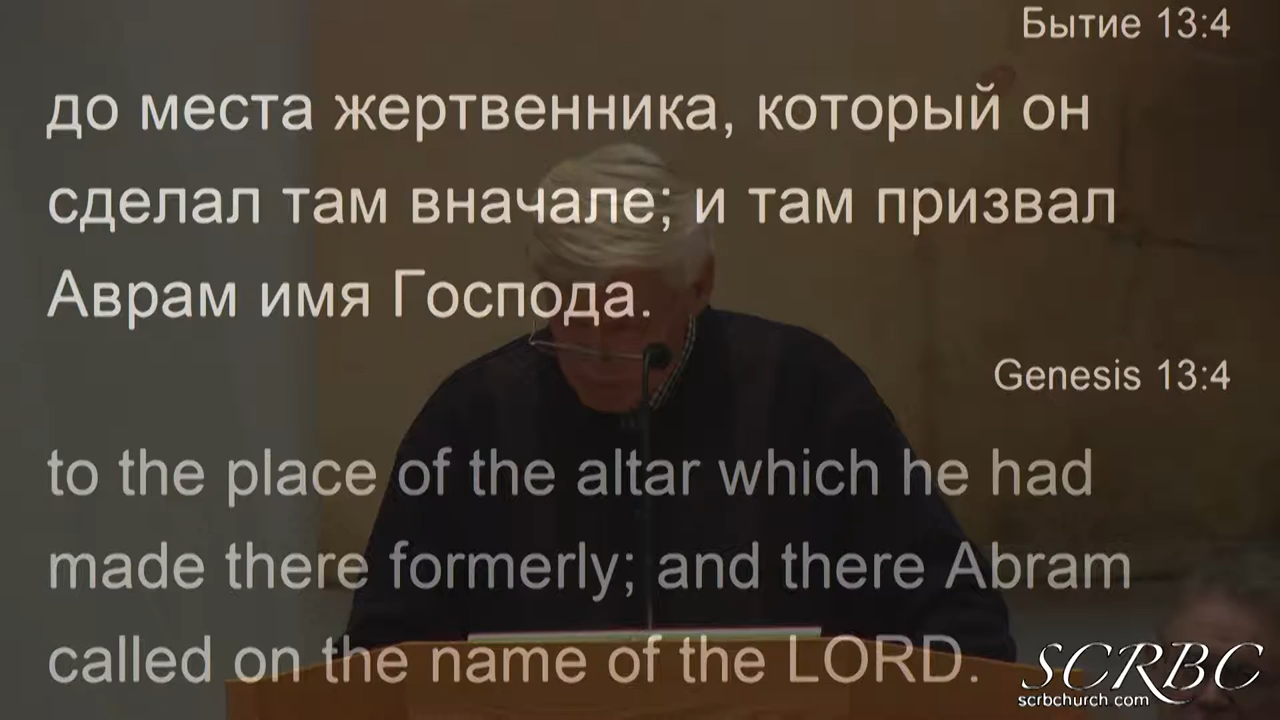 Бытие 13:4
до места жертвенника, который он
сделал там вначале; и там призвал
Аврам имя Господа.
Genesis 13:4
to the place of the altar which he had
made there formerly; and there Abram
called on the name of the LORD.
SCRBC
scrbchurch.com